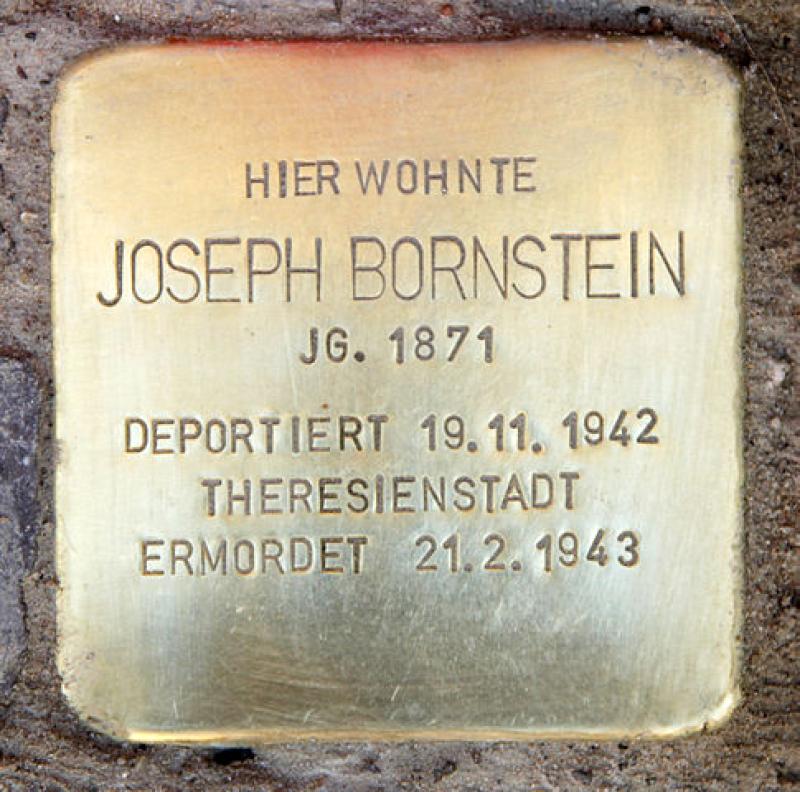 HIER WOHNTE
JOSEPH BORNSTEIN
JG. 1871
DEPORTIERT 19.11.1942
THERESIENSTADT
ERMORDET 21.2.1943